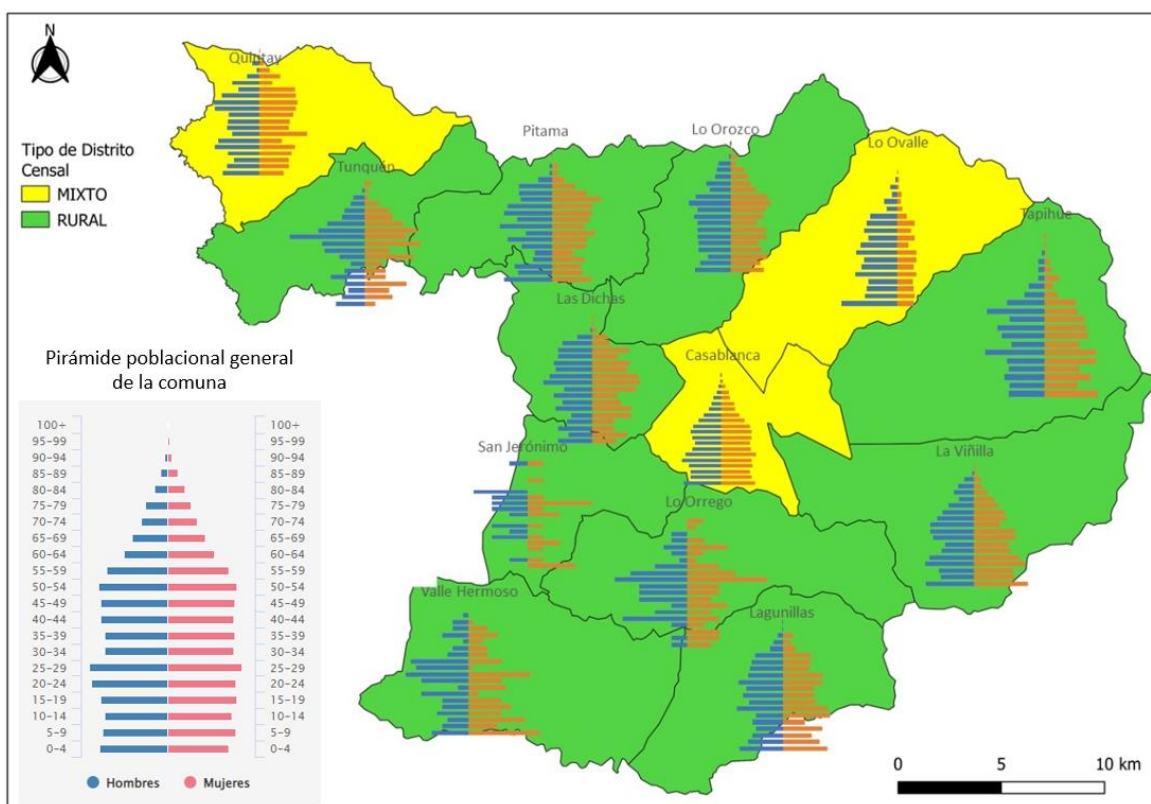 N
Tipo de Distrito
Censal
MIXTO
RURAL
Quintay
Tunquén
Pitama
Lo Orozco
Lo Ovalle
Tapihue
Las Dichas
Casablanca
San Jerónimo
Lo Orrego
La Viñilla
Valle Hermoso
Lagunillas
Pirámide poblacional general
de la comuna
100+ 100+
95-99 95-99
90-94 90-94
85-89 85-89
80-84 80-84
75-79 75-79
70-74 70-74
65-69 65-69
60-64 60-64
55-59 55-59
50-54 50-54
45-49 45-49
40-44 40-44
35-39 35-39
30-34 30-34
25-29 25-29
20-24 20-24
15-19 15-19
10-14 10-14
5-9 5-9
0-4 0-4
Hombres Mujeres
0 5 10 km